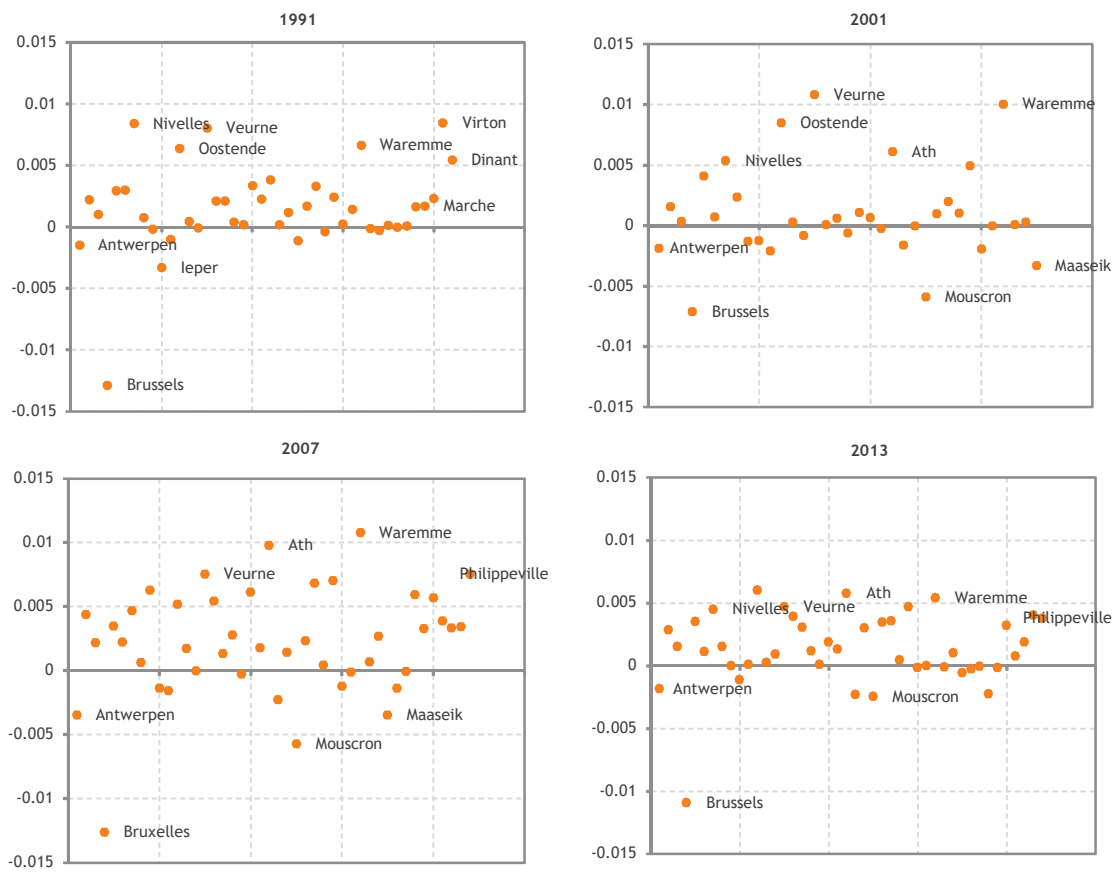 1991
0.015
0.01
0.005
0
-0.005
-0.01
-0.015
Nivelles
Veurne
Oostende
Waremme
Virton
Dinant
Marche
Antwerpen
Ieper
Brussels
2001
0.015
0.01
0.005
0
-0.005
-0.01
-0.015
Veurne
Waremme
Oostende
Ath
Nivelles
Antwerpen
Maaseik
Mouscron
Brussels
2007
0.015
0.01
0.005
0
-0.005
-0.01
-0.015
Waremme
Ath
Veurne
Philippeville
Antwerpen
Maaseik
Mouscron
Bruxelles
2013
0.015
0.01
0.005
0
-0.005
-0.01
-0.015
Ath
Waremme
Nivelles
Veurne
Philippeville
Antwerpen
Mouscron
Brussels